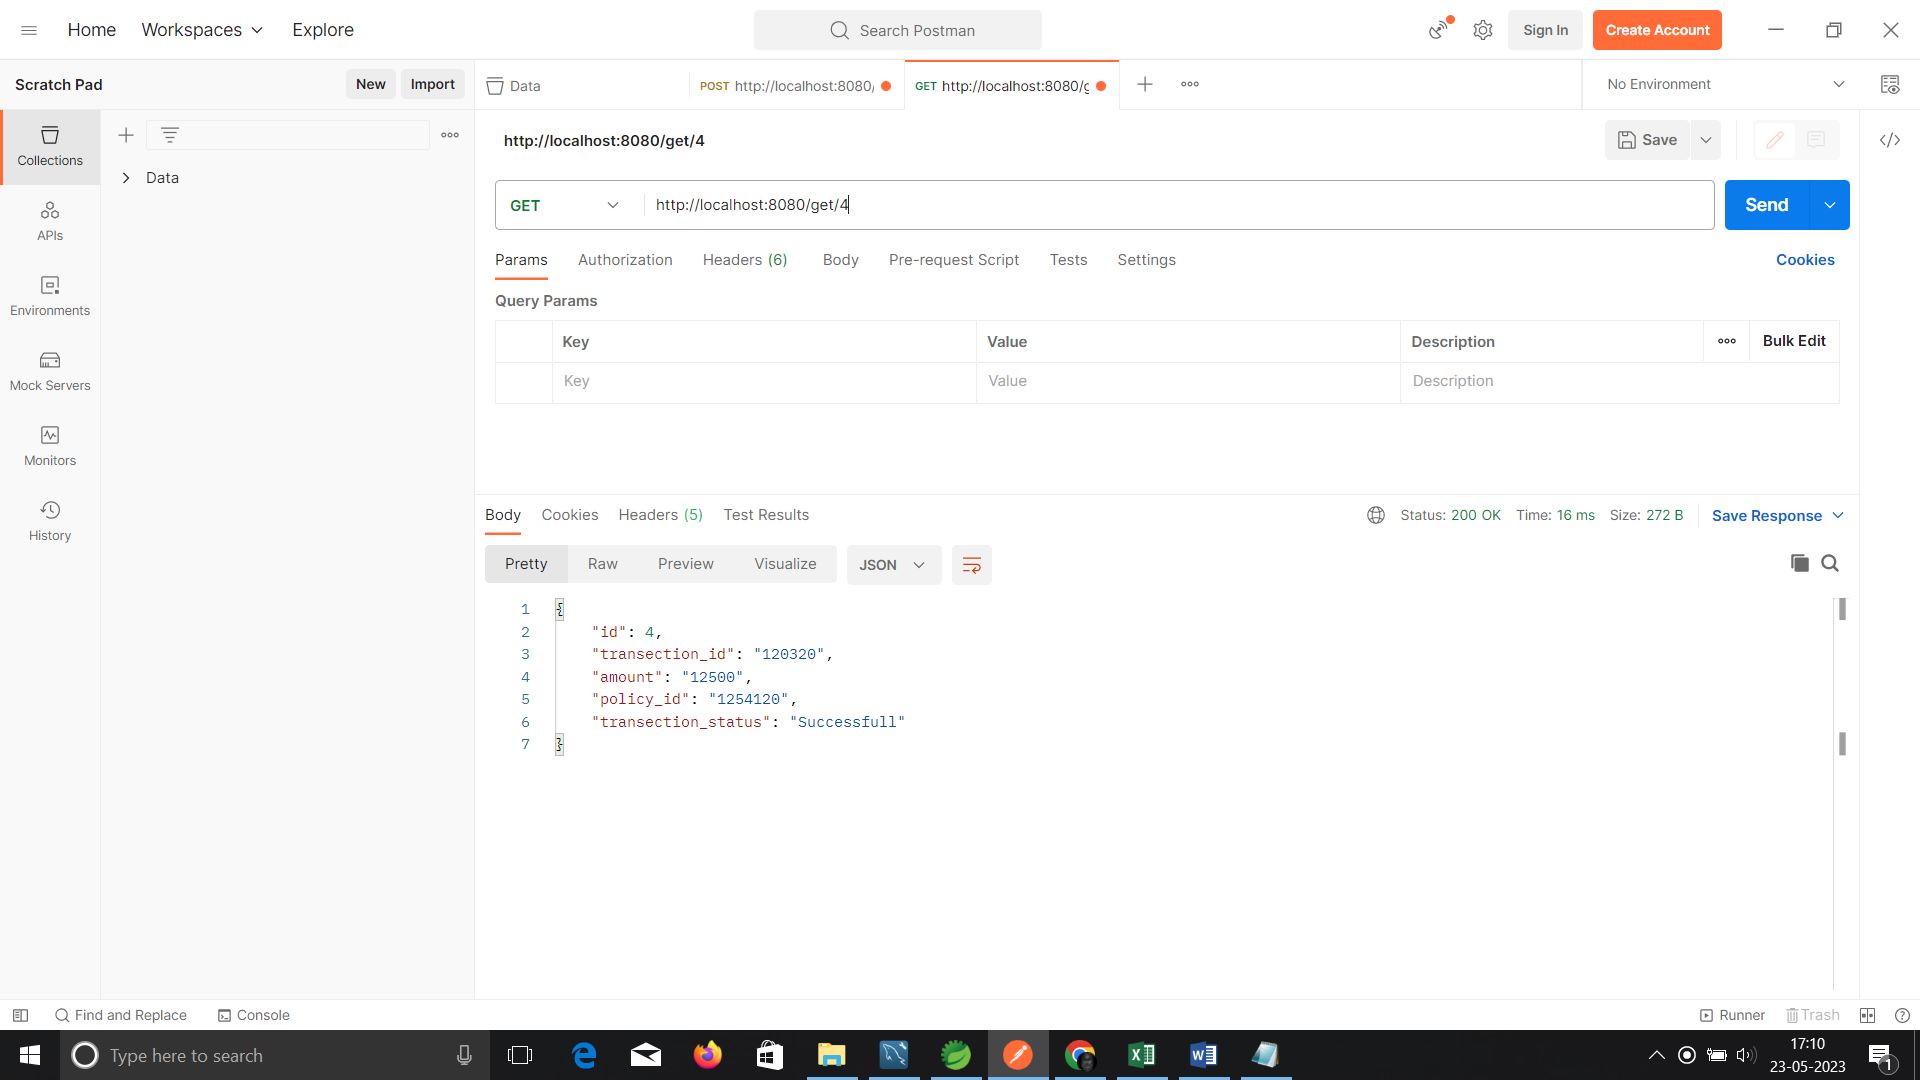 Home Workspaces Explore Search Postman Sign In Create Account
Scratch Pad New Import Data POST http://localhost:8080/ GET http://localhost:8080/g No Environment
Collections
APIs
Environments
Mock Servers
Monitors
History
Data
http://localhost:8080/get/4 Save
GET http://localhost:8080/get/4 Send
Params Authorization Headers (6) Body Pre-request Script Tests Settings Cookies
Query Params
Key Value Description Bulk Edit
Key Value Description
Body Cookies Headers (5) Test Results Status: 200 OK Time: 16 ms Size: 272 B Save Response
Pretty Raw Preview Visualize JSON
1 {
2 "id": 4,
3 "transection_id": "120320",
4 "amount": "12500",
5 "policy_id": "1254120",
6 "transection_status": "Successfull"
7 }
Find and Replace Console Runner Trash
Type here to search
17:10
23-05-2023
1